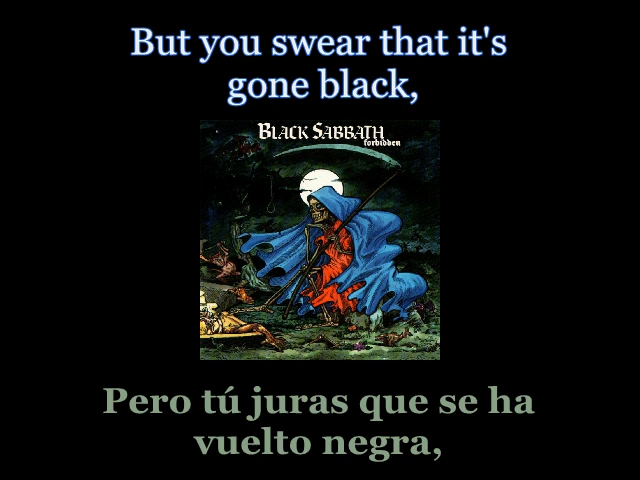 But you swear that it's
gone black,
BLACK SABBATH
forbidden
Pero tú juras que se ha
vuelto negra,